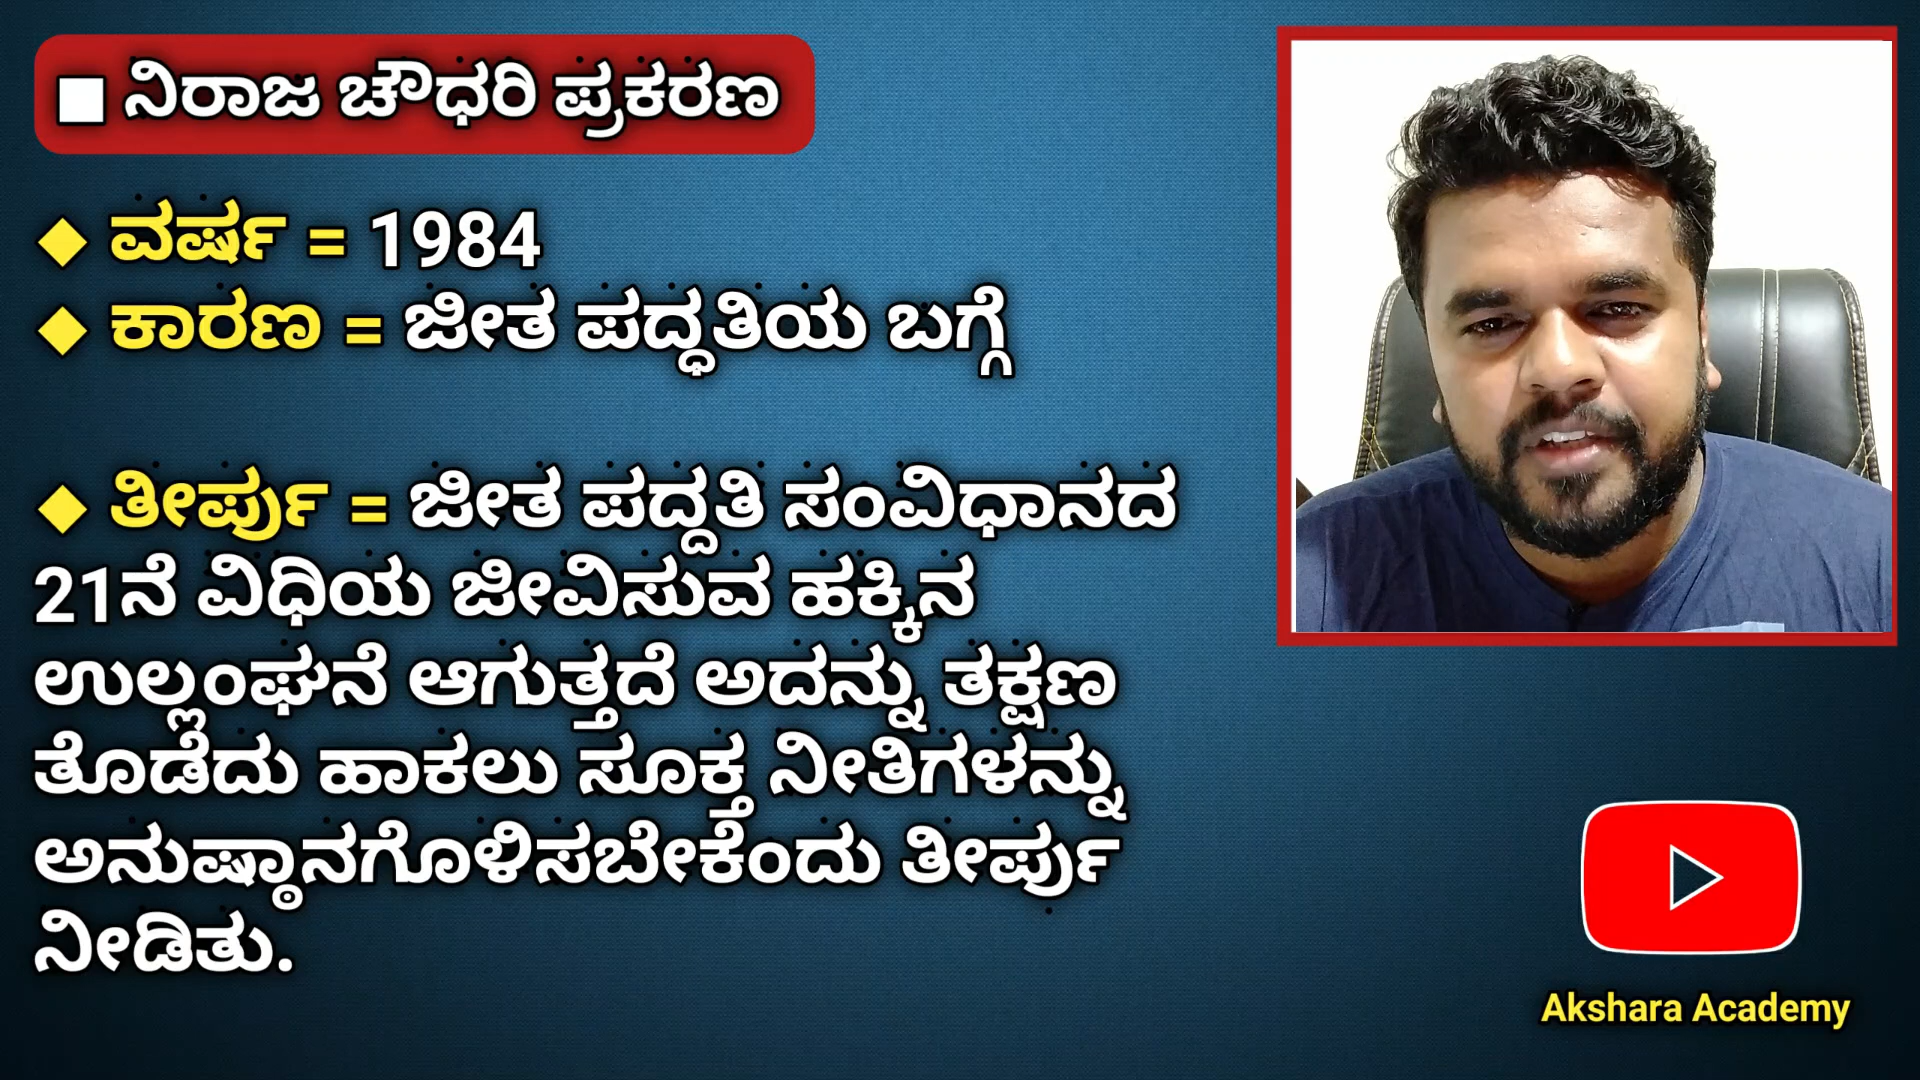 ■ ನಿರಾಜ ಚೌಧರಿ ಪ್ರಕರಣ
◆ ವರ್ಷ = 1984
◆ ಕಾರಣ = ಜೀತ ಪದ್ಧತಿಯ ಬಗ್ಗೆ
◆ ತೀರ್ಪು = ಜೀತ ಪದ್ದತಿ ಸಂವಿಧಾನದ
21ನೆ ವಿಧಿಯ ಜೀವಿಸುವ ಹಕ್ಕಿನ
ಉಲ್ಲಂಘನೆ ಆಗುತ್ತದೆ ಅದನ್ನು ತಕ್ಷಣ
ತೊಡೆದು ಹಾಕಲು ಸೂಕ್ತ ನೀತಿಗಳನ್ನು
ಅನುಷ್ಠಾನಗೊಳಿಸಬೇಕೆಂದು ತೀರ್ಪು
ನೀಡಿತು.
Akshara Academy